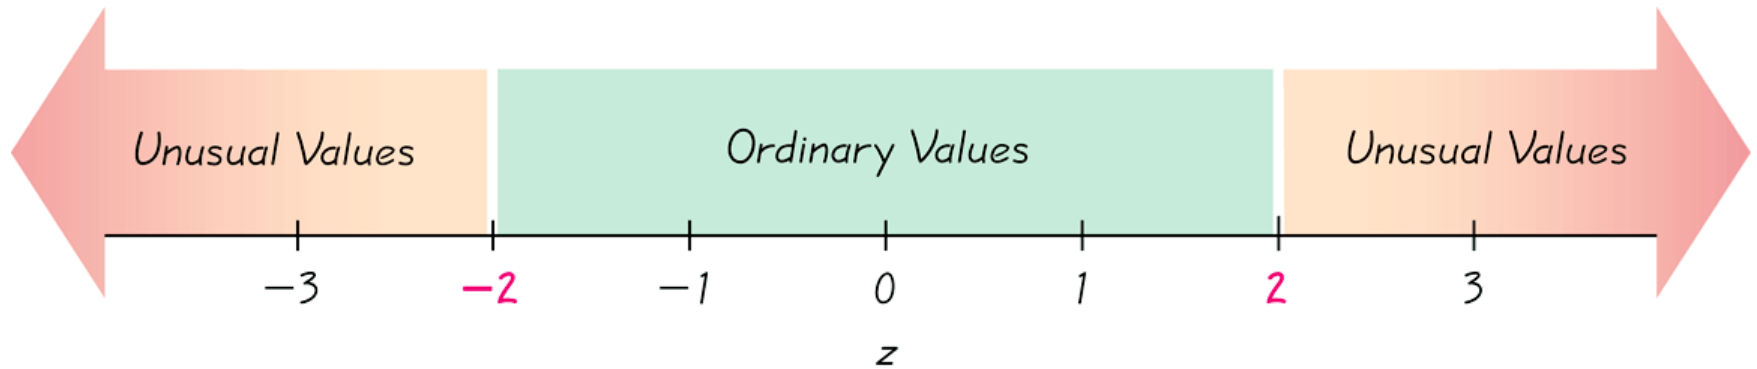 Unusual Values Ordinary Values Unusual Values
−3 −2 −1 0 1 2 3
z